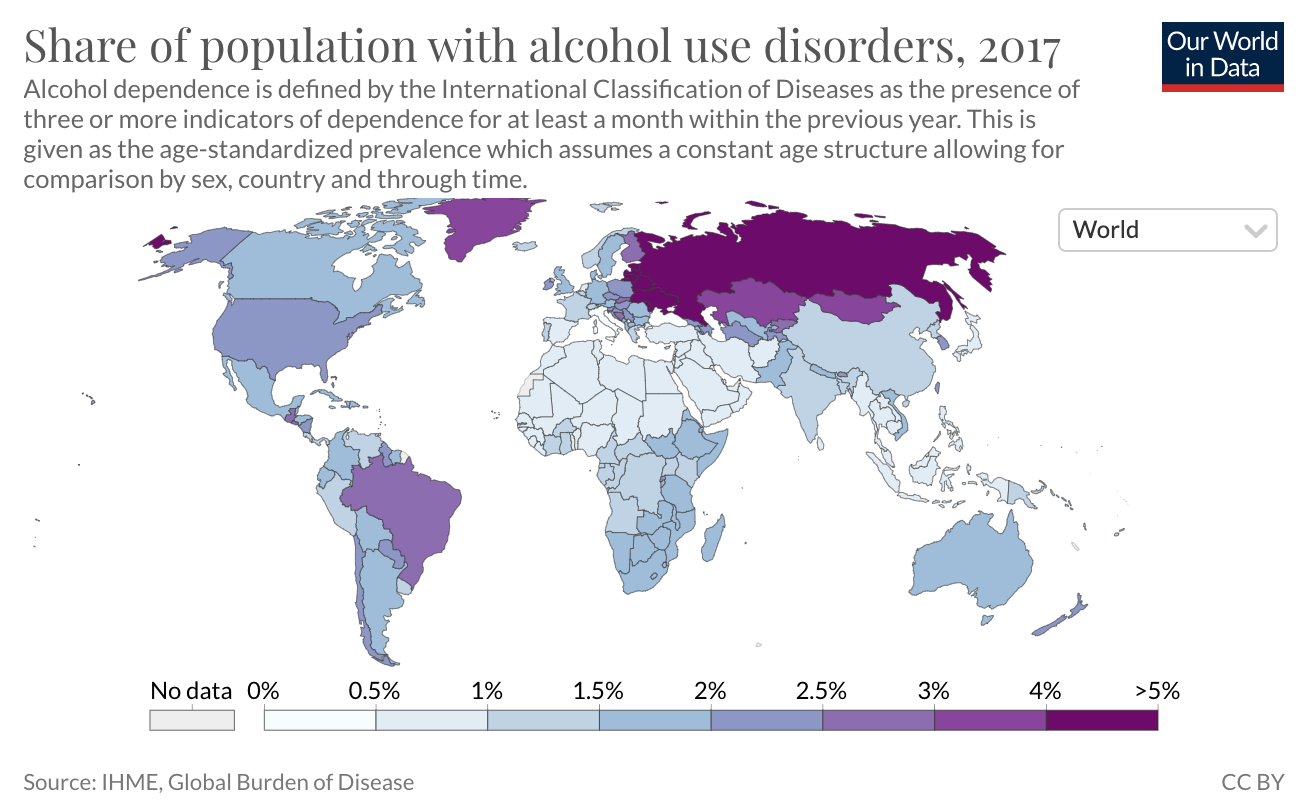 Share of population with alcohol use disorders, 2017
Our World
in Data
Alcohol dependence is defined by the International Classification of Diseases as the presence of
three or more indicators of dependence for at least a month within the previous year. This is
given as the age-standardized prevalence which assumes a constant age structure allowing for
comparison by sex, country and through time.
World
No data 0% 0.5% 1% 1.5% 2% 2.5% 3% 4% >5%
Source: IHME, Global Burden of Disease
CC BY